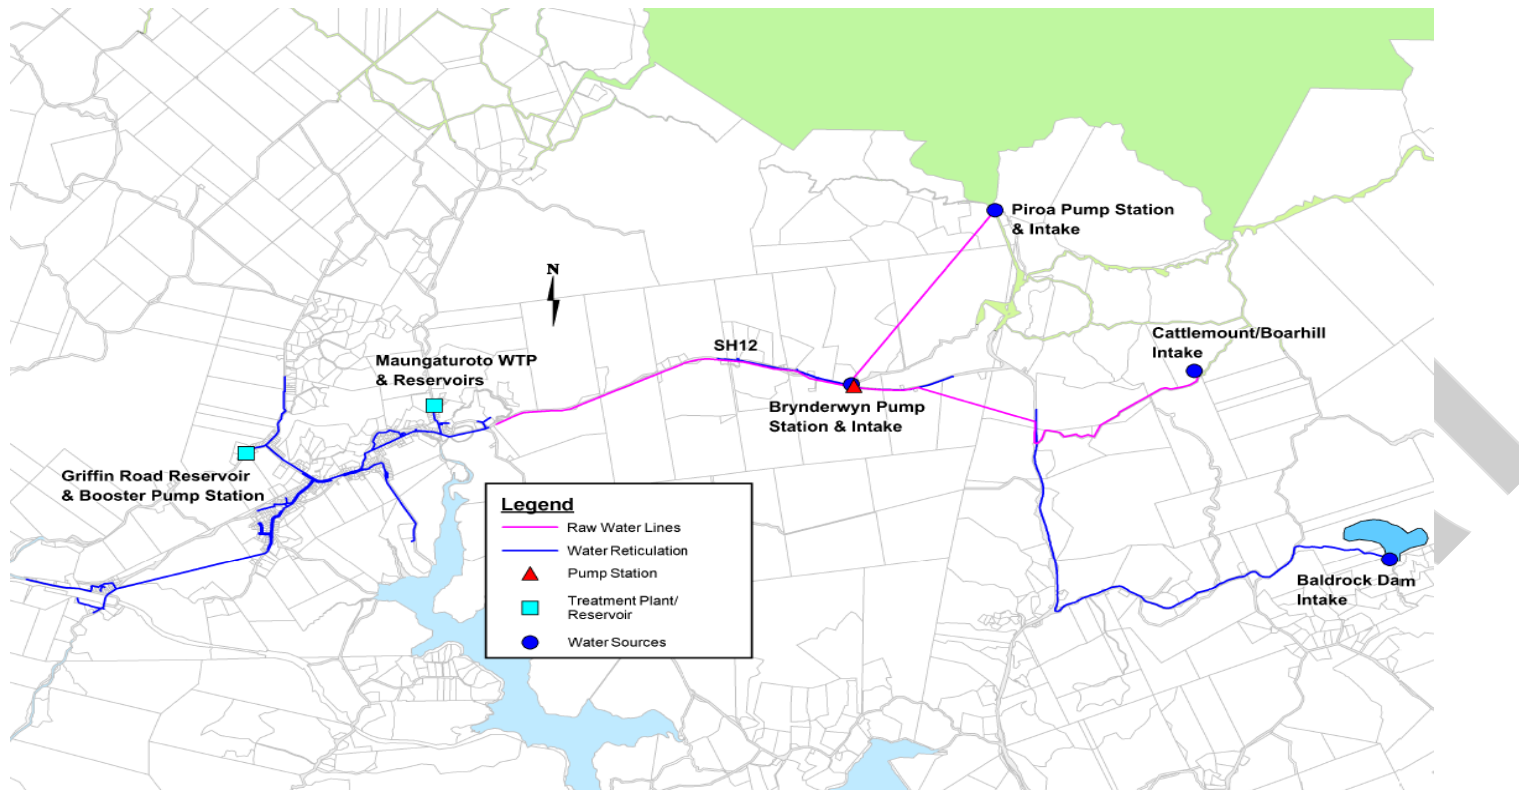 Piroa Pump Station
& Intake
N
Cattlemount/Boarhill
Intake
SH12
Maungaturoto WTP
& Reservoirs
Brynderwyn Pump
Station & Intake
Griffin Road Reservoir
& Booster Pump Station
Legend
Raw Water Lines
Water Reticulation
Pump Station
Treatment Plant/
Reservoir
Water Sources
Baldrock Dam
Intake